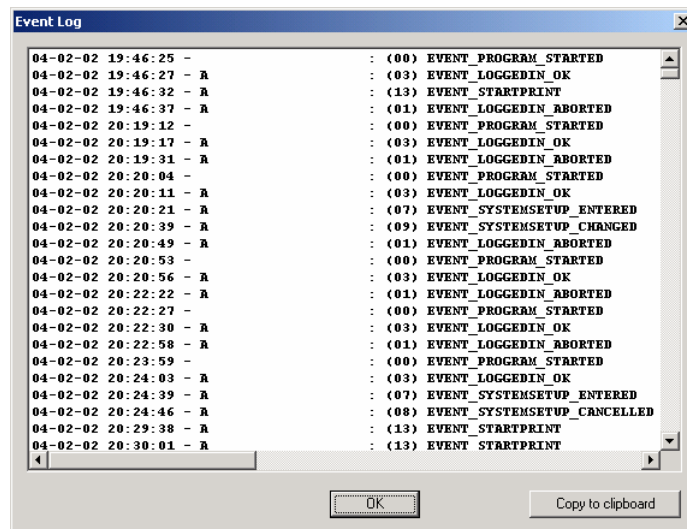 Event Log
04-02-02 19:46:25 - : (00) EVENT_PROGRAM_STARTED
04-02-02 19:46:27 - A : (03) EVENT_LOGGEDIN_OK
04-02-02 19:46:32 - A : (13) EVENT_STARTPRINT
04-02-02 19:46:37 - A : (01) EVENT_LOGGEDIN_ABORTED
04-02-02 20:19:12 - : (00) EVENT_PROGRAM_STARTED
04-02-02 20:19:17 - A : (03) EVENT_LOGGEDIN_OK
04-02-02 20:19:31 - A : (01) EVENT_LOGGEDIN_ABORTED
04-02-02 20:20:04 - : (00) EVENT_PROGRAM_STARTED
04-02-02 20:20:11 - A : (03) EVENT_LOGGEDIN_OK
04-02-02 20:20:21 - A : (07) EVENT_SYSTEMSETUP_ENTERED
04-02-02 20:20:39 - A : (09) EVENT_SYSTEMSETUP_CHANGED
04-02-02 20:20:49 - A : (01) EVENT_LOGGEDIN_ABORTED
04-02-02 20:20:53 - : (00) EVENT_PROGRAM_STARTED
04-02-02 20:20:56 - A : (03) EVENT_LOGGEDIN_OK
04-02-02 20:22:22 - A : (01) EVENT_LOGGEDIN_ABORTED
04-02-02 20:22:27 - : (00) EVENT_PROGRAM_STARTED
04-02-02 20:22:30 - A : (03) EVENT_LOGGEDIN_OK
04-02-02 20:22:58 - A : (01) EVENT_LOGGEDIN_ABORTED
04-02-02 20:23:59 - : (00) EVENT_PROGRAM_STARTED
04-02-02 20:24:03 - A : (03) EVENT_LOGGEDIN_OK
04-02-02 20:24:39 - A : (07) EVENT_SYSTEMSETUP_ENTERED
04-02-02 20:24:46 - A : (08) EVENT_SYSTEMSETUP_CANCELLED
04-02-02 20:29:38 - A : (13) EVENT_STARTPRINT
04-02-02 20:30:01 - A : (13) EVENT_STARTPRINT
OK
Copy to clipboard